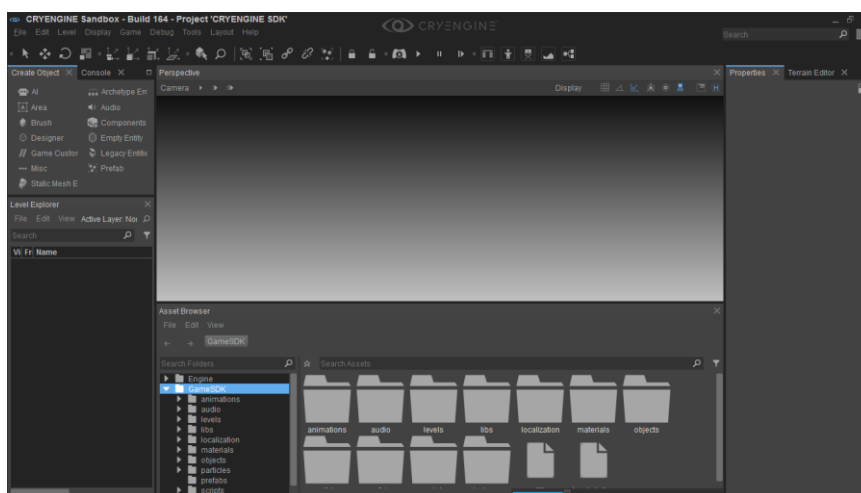 CRYENGINE Sandbox - Build 164 - Project 'CRYENGINE SDK'
CRYENGINE
File Edit Level Display Game Debug Tools Layout Help
Search
Create Object
Console
Perspective
Properties
Terrain Editor
Camera
Display
AI
Archetype En
Area
Audio
Brush
Components
Designer
Empty Entity
Game Custor
Legacy Entitie
Misc
Prefab
Static Mesh E
Level Explorer
File Edit View Active Layer: Nor
Search
Vi Fr Name
Asset Browser
File Edit View
GameSDK
Search Folders
Search Assets
Engine
GameSDK
animations
audio
levels
libs
localization
materials
objects
particles
prefabs
scripts
animations audio levels libs localization materials objects